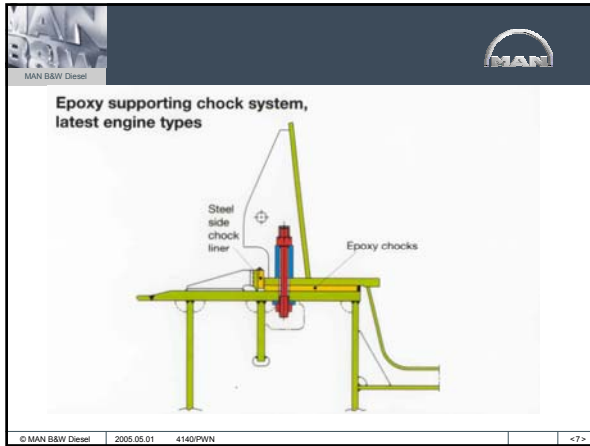 MAN
B&W
MAN B&W Diesel
MAN
Epoxy supporting chock system,
latest engine types
Steel
side
chock
liner
Epoxy chocks
© MAN B&W Diesel 2005.05.01 4140/PWN <7>